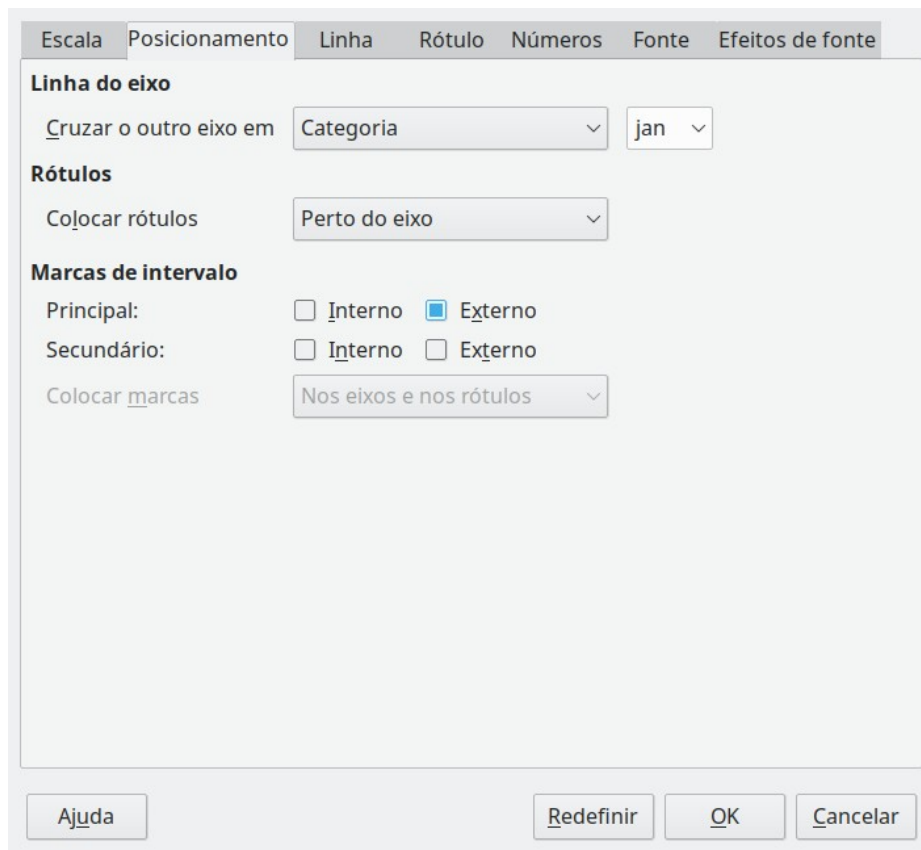 Escala Posicionamento Linha Rótulo Números Fonte Efeitos de fonte
Linha do eixo
Cruzar o outro eixo em Categoria jan
Rótulos
Colocar rótulos Perto do eixo
Marcas de intervalo
Principal: Interno Externo
Secundário: Interno Externo
Colocar marcas Nos eixos e nos rótulos
Ajuda Redefinir OK Cancelar